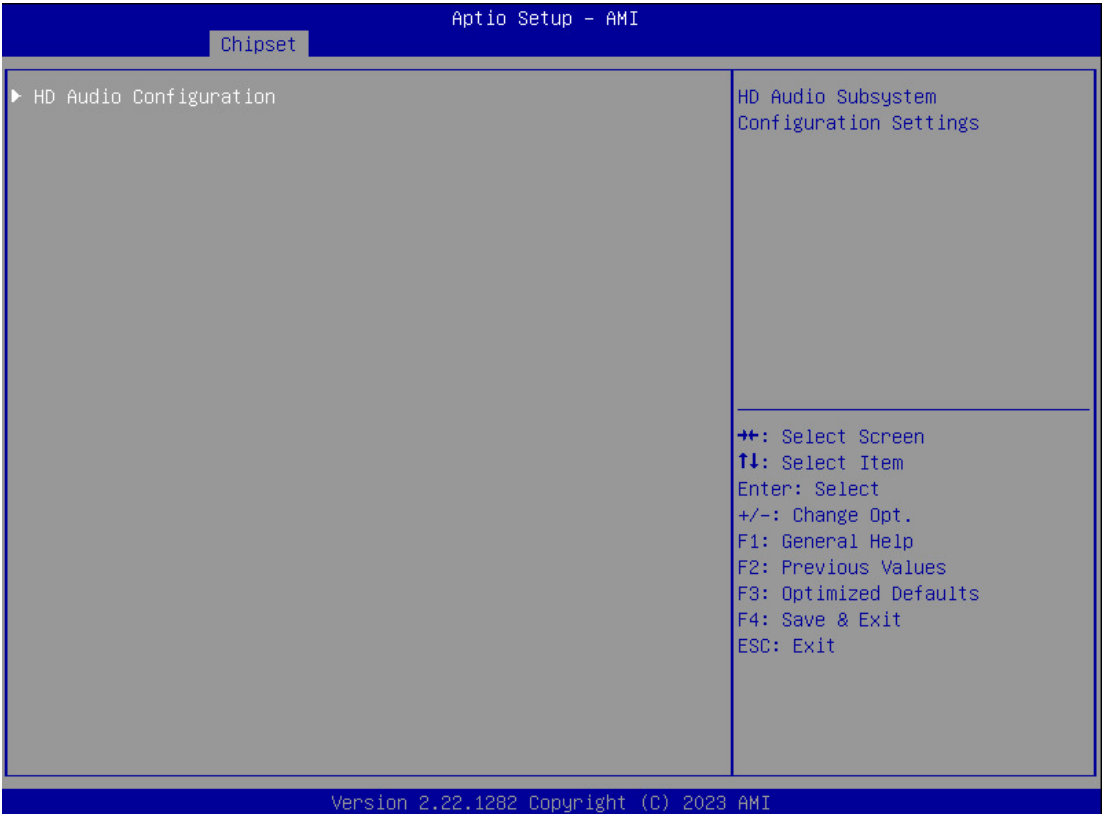 Aptio Setup – AMI
Chipset
▶ HD Audio Configuration
HD Audio Subsystem
Configuration Settings
→←: Select Screen
↑↓: Select Item
Enter: Select
+/-: Change Opt.
F1: General Help
F2: Previous Values
F3: Optimized Defaults
F4: Save & Exit
ESC: Exit
Version 2.22.1282 Copyright (C) 2023 AMI